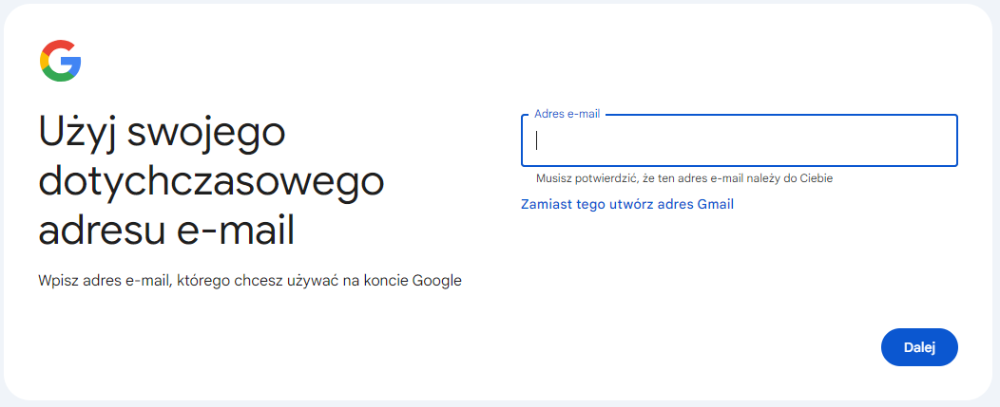 Użyj swojego
dotychczasowego
adresu e-mail
Wpisz adres e-mail, którego chcesz używać na koncie Google
Adres e-mail
Musisz potwierdzić, że ten adres e-mail należy do Ciebie
Zamiast tego utwórz adres Gmail
Dalej